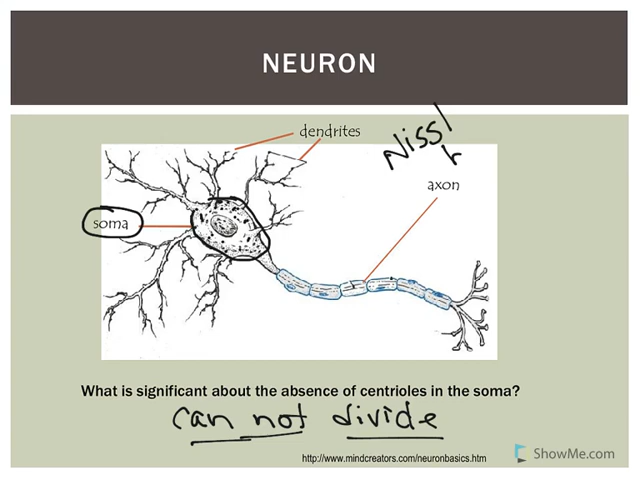 NEURON
dendrites
Nissl
axon
soma
What is significant about the absence of centrioles in the soma?
can not divide
http://www.mindcreators.com/neuronbasics.htm
ShowMe.com